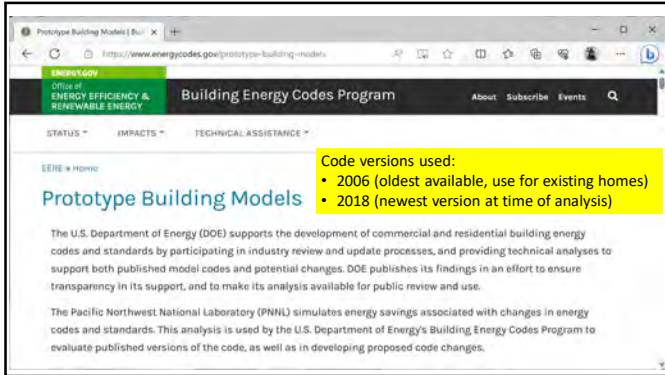 Prototype Building Models | Bui
https://www.energycodes.gov/prototype-building-models
ENERGY.GOV
Office of
ENERGY EFFICIENCY &
RENEWABLE ENERGY
Building Energy Codes Program
About Subscribe Events
STATUS IMPACTS TECHNICAL ASSISTANCE
EERE » Home
Code versions used:
• 2006 (oldest available, use for existing homes)
• 2018 (newest version at time of analysis)
Prototype Building Models
The U.S. Department of Energy (DOE) supports the development of commercial and residential building energy
codes and standards by participating in industry review and update processes, and providing technical analyses to
support both published model codes and potential changes. DOE publishes its findings in an effort to ensure
transparency in its support, and to make its analysis available for public review and use.
The Pacific Northwest National Laboratory (PNNL) simulates energy savings associated with changes in energy
codes and standards. This analysis is used by the U.S. Department of Energy's Building Energy Codes Program to
evaluate published versions of the code, as well as in developing proposed code changes.